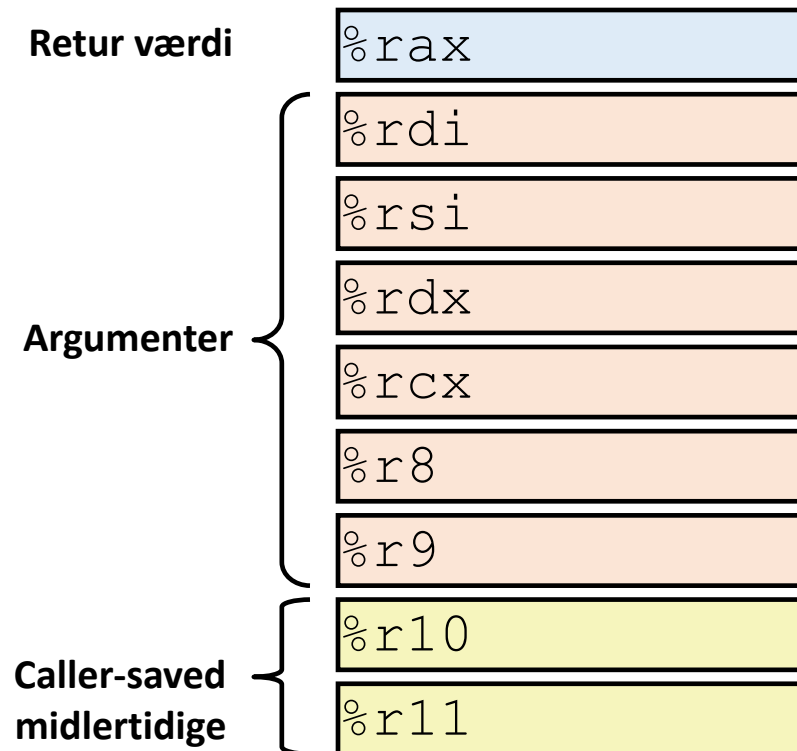 Retur værdi
%rax
%rdi
%rsi
%rdx
Argumenter
%rcx
%r8
%r9
%r10
Caller-saved
midlertidige
%r11